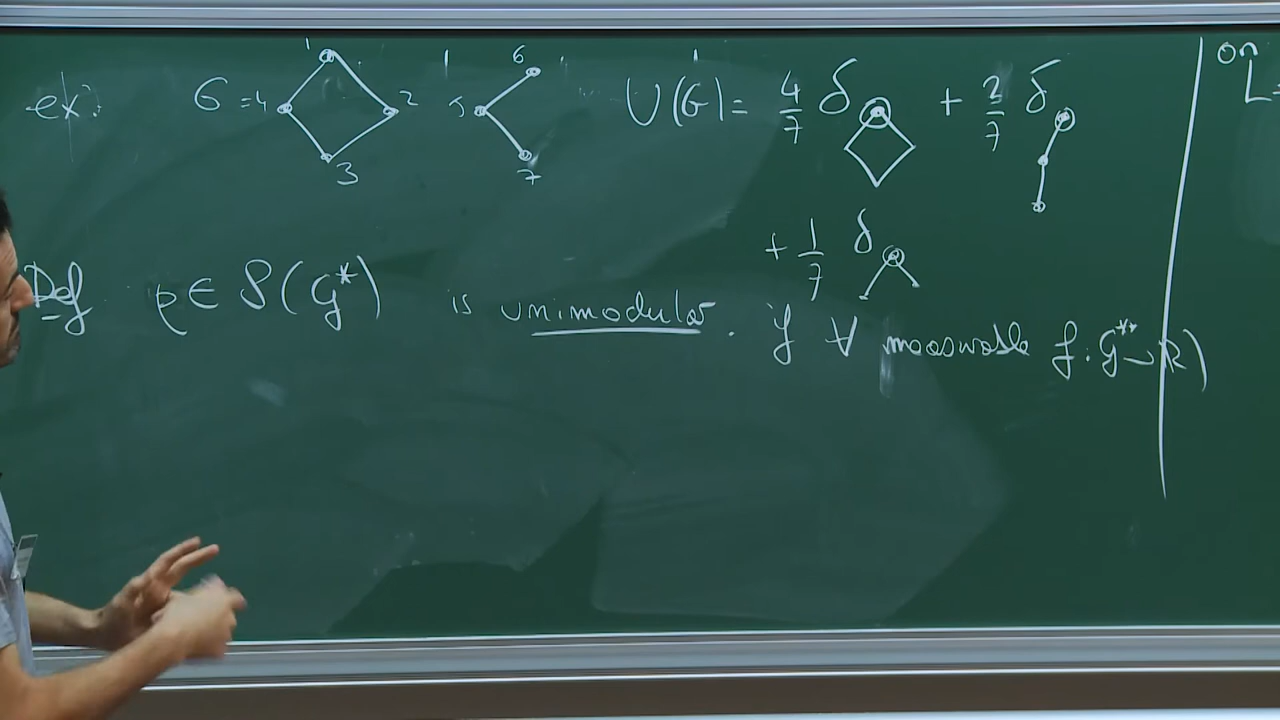 ex: G = 1 2 3 4 5 6 7 U(G) = 4/7 δ + 2/7 δ
+ 1/7 δ
Def ρ ∈ P(G*) is unimodular if ∀ measurable f: G** → R)
on
L=